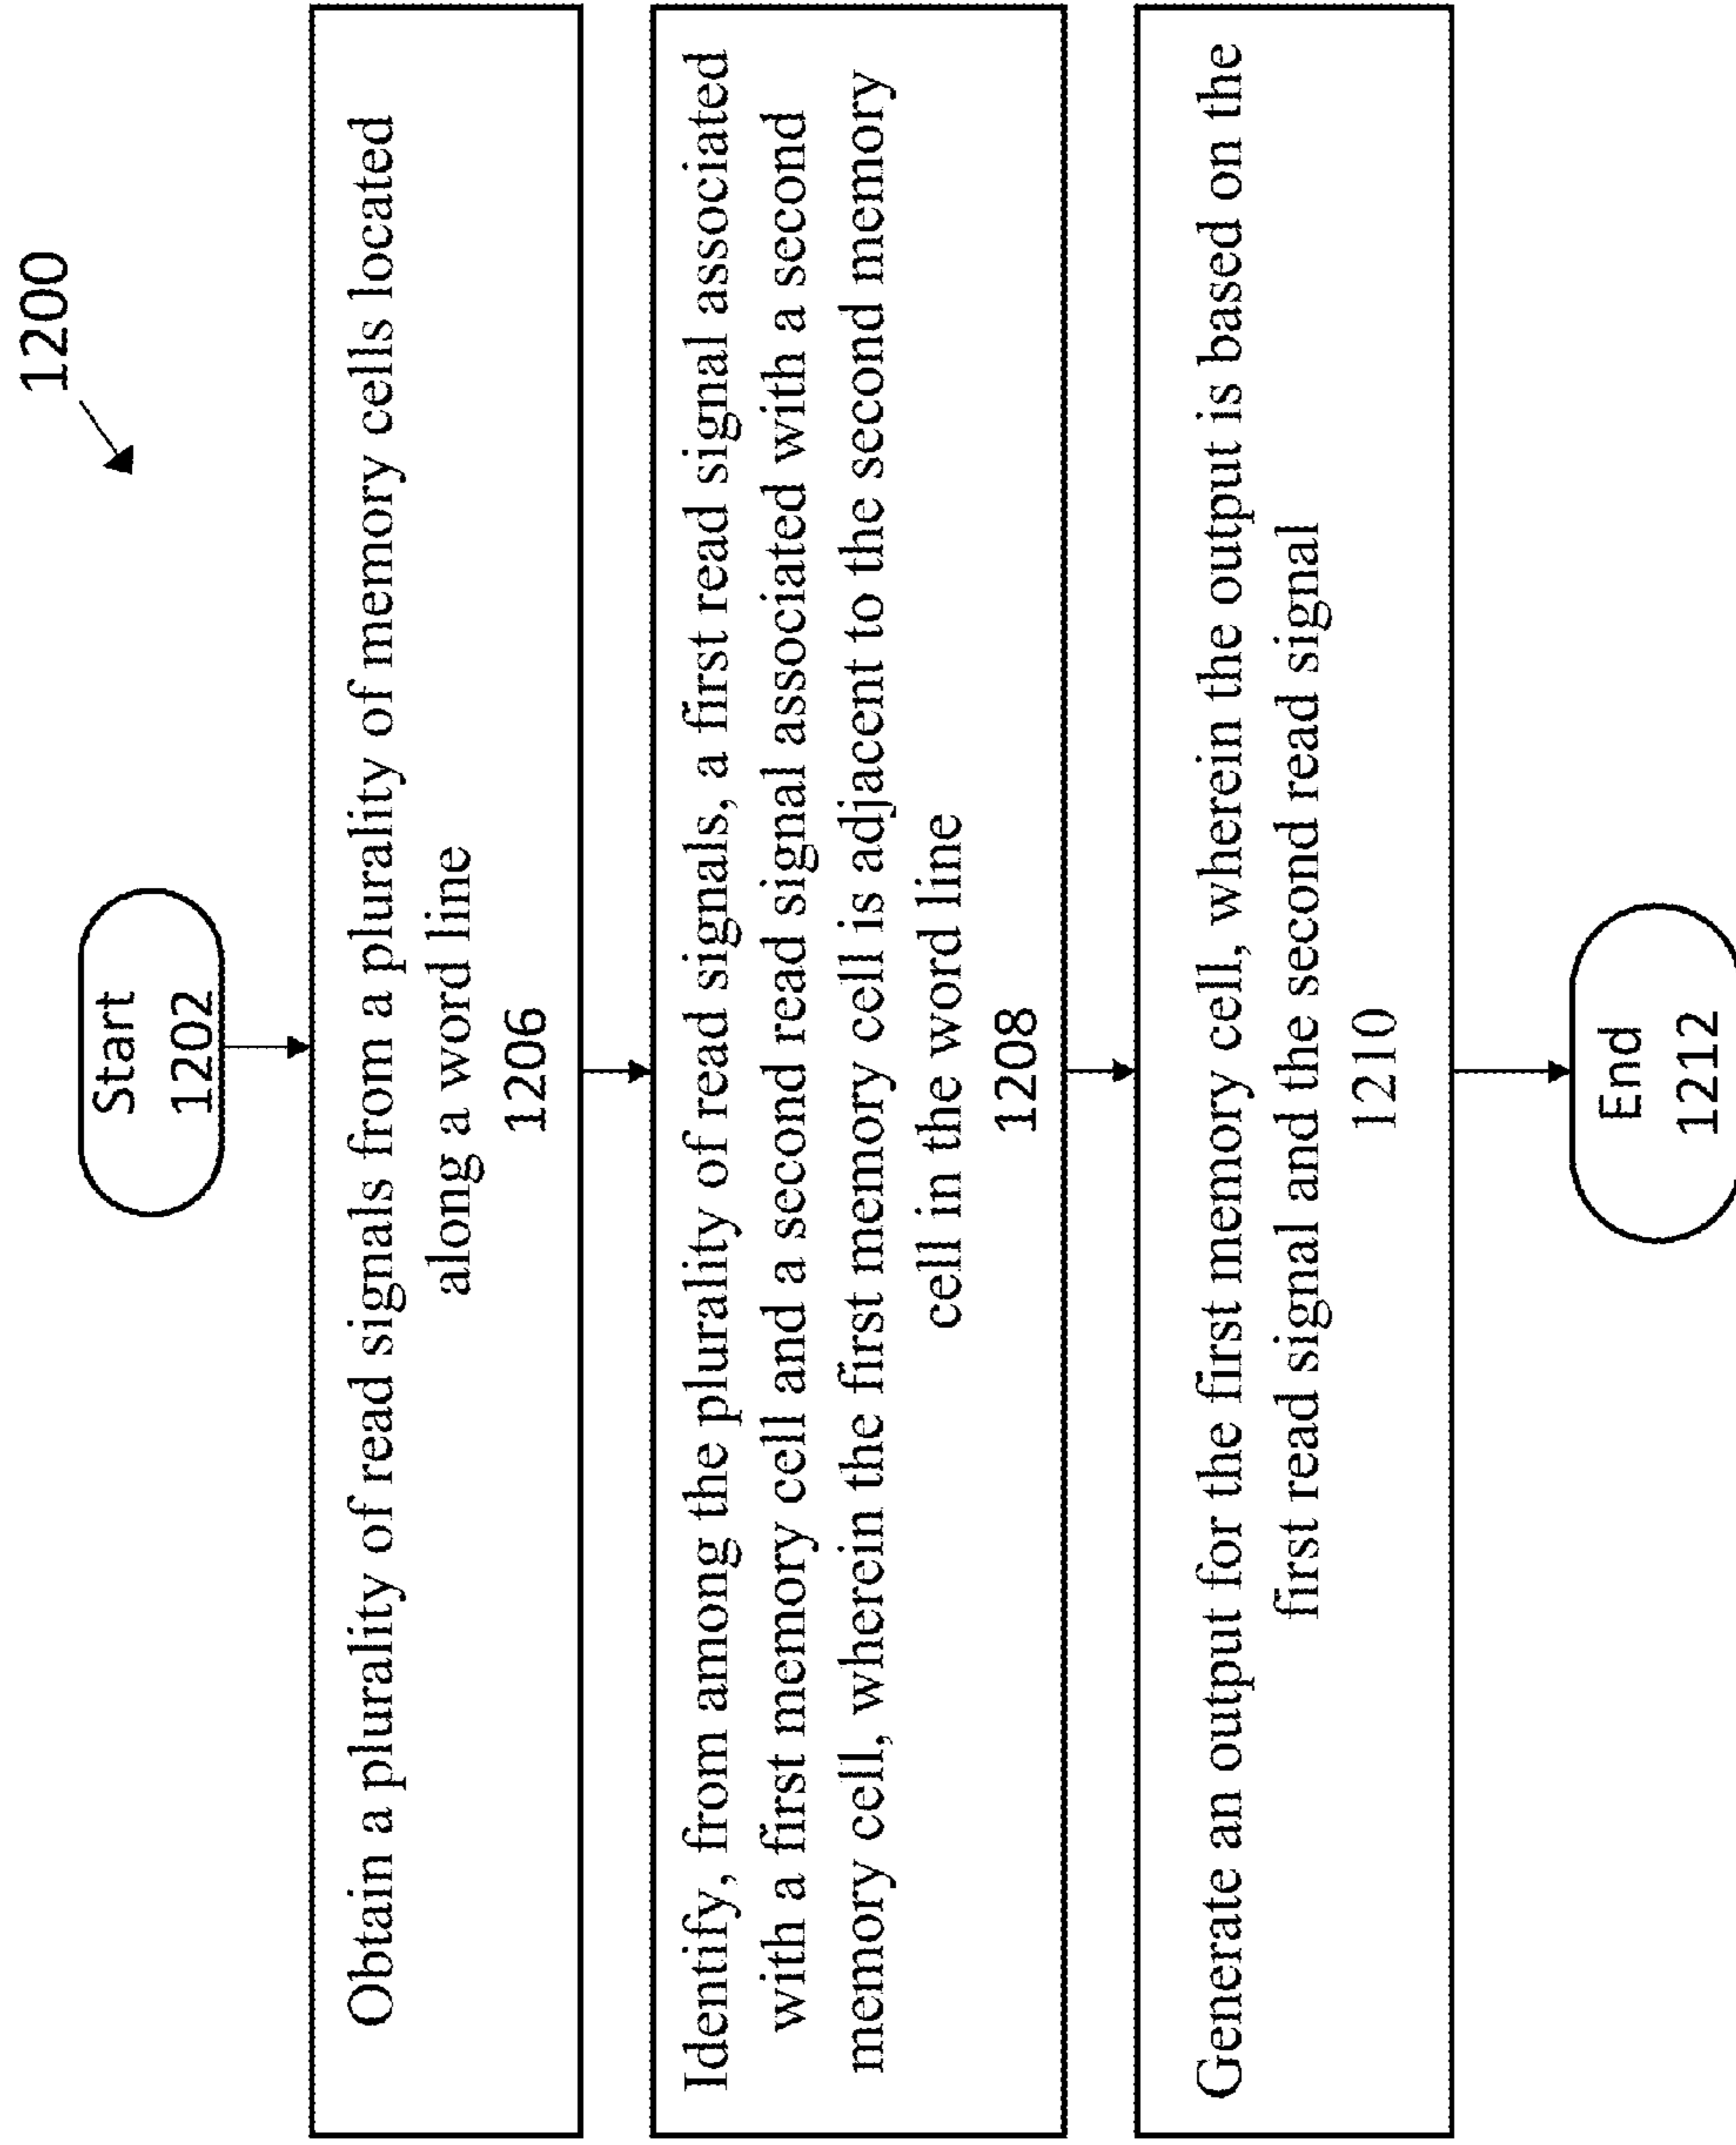 1200
Start
1202
Obtain a plurality of read signals from a plurality of memory cells located
along a word line
1206
Identify, from among the plurality of read signals, a first read signal associated
with a first memory cell and a second read signal associated with a second
memory cell, wherein the first memory cell is adjacent to the second memory
cell in the word line
1208
Generate an output for the first memory cell, wherein the output is based on the
first read signal and the second read signal
1210
End
1212